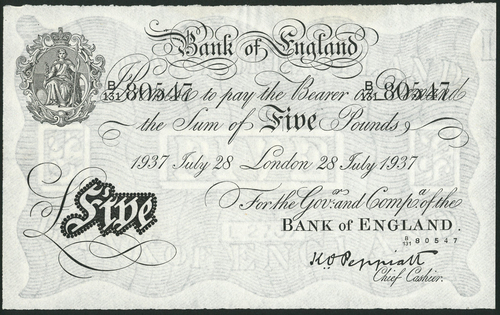 Bank of England
B/131 80547 B/131 80547
I Promise to pay the Bearer on Demand
the Sum of Five Pounds
1937 July 28 London 28 July 1937
For the Govr. and Compa. of the
BANK OF ENGLAND.
B/131 80547
£ Five
K.O. Peppiatt
Chief Cashier.